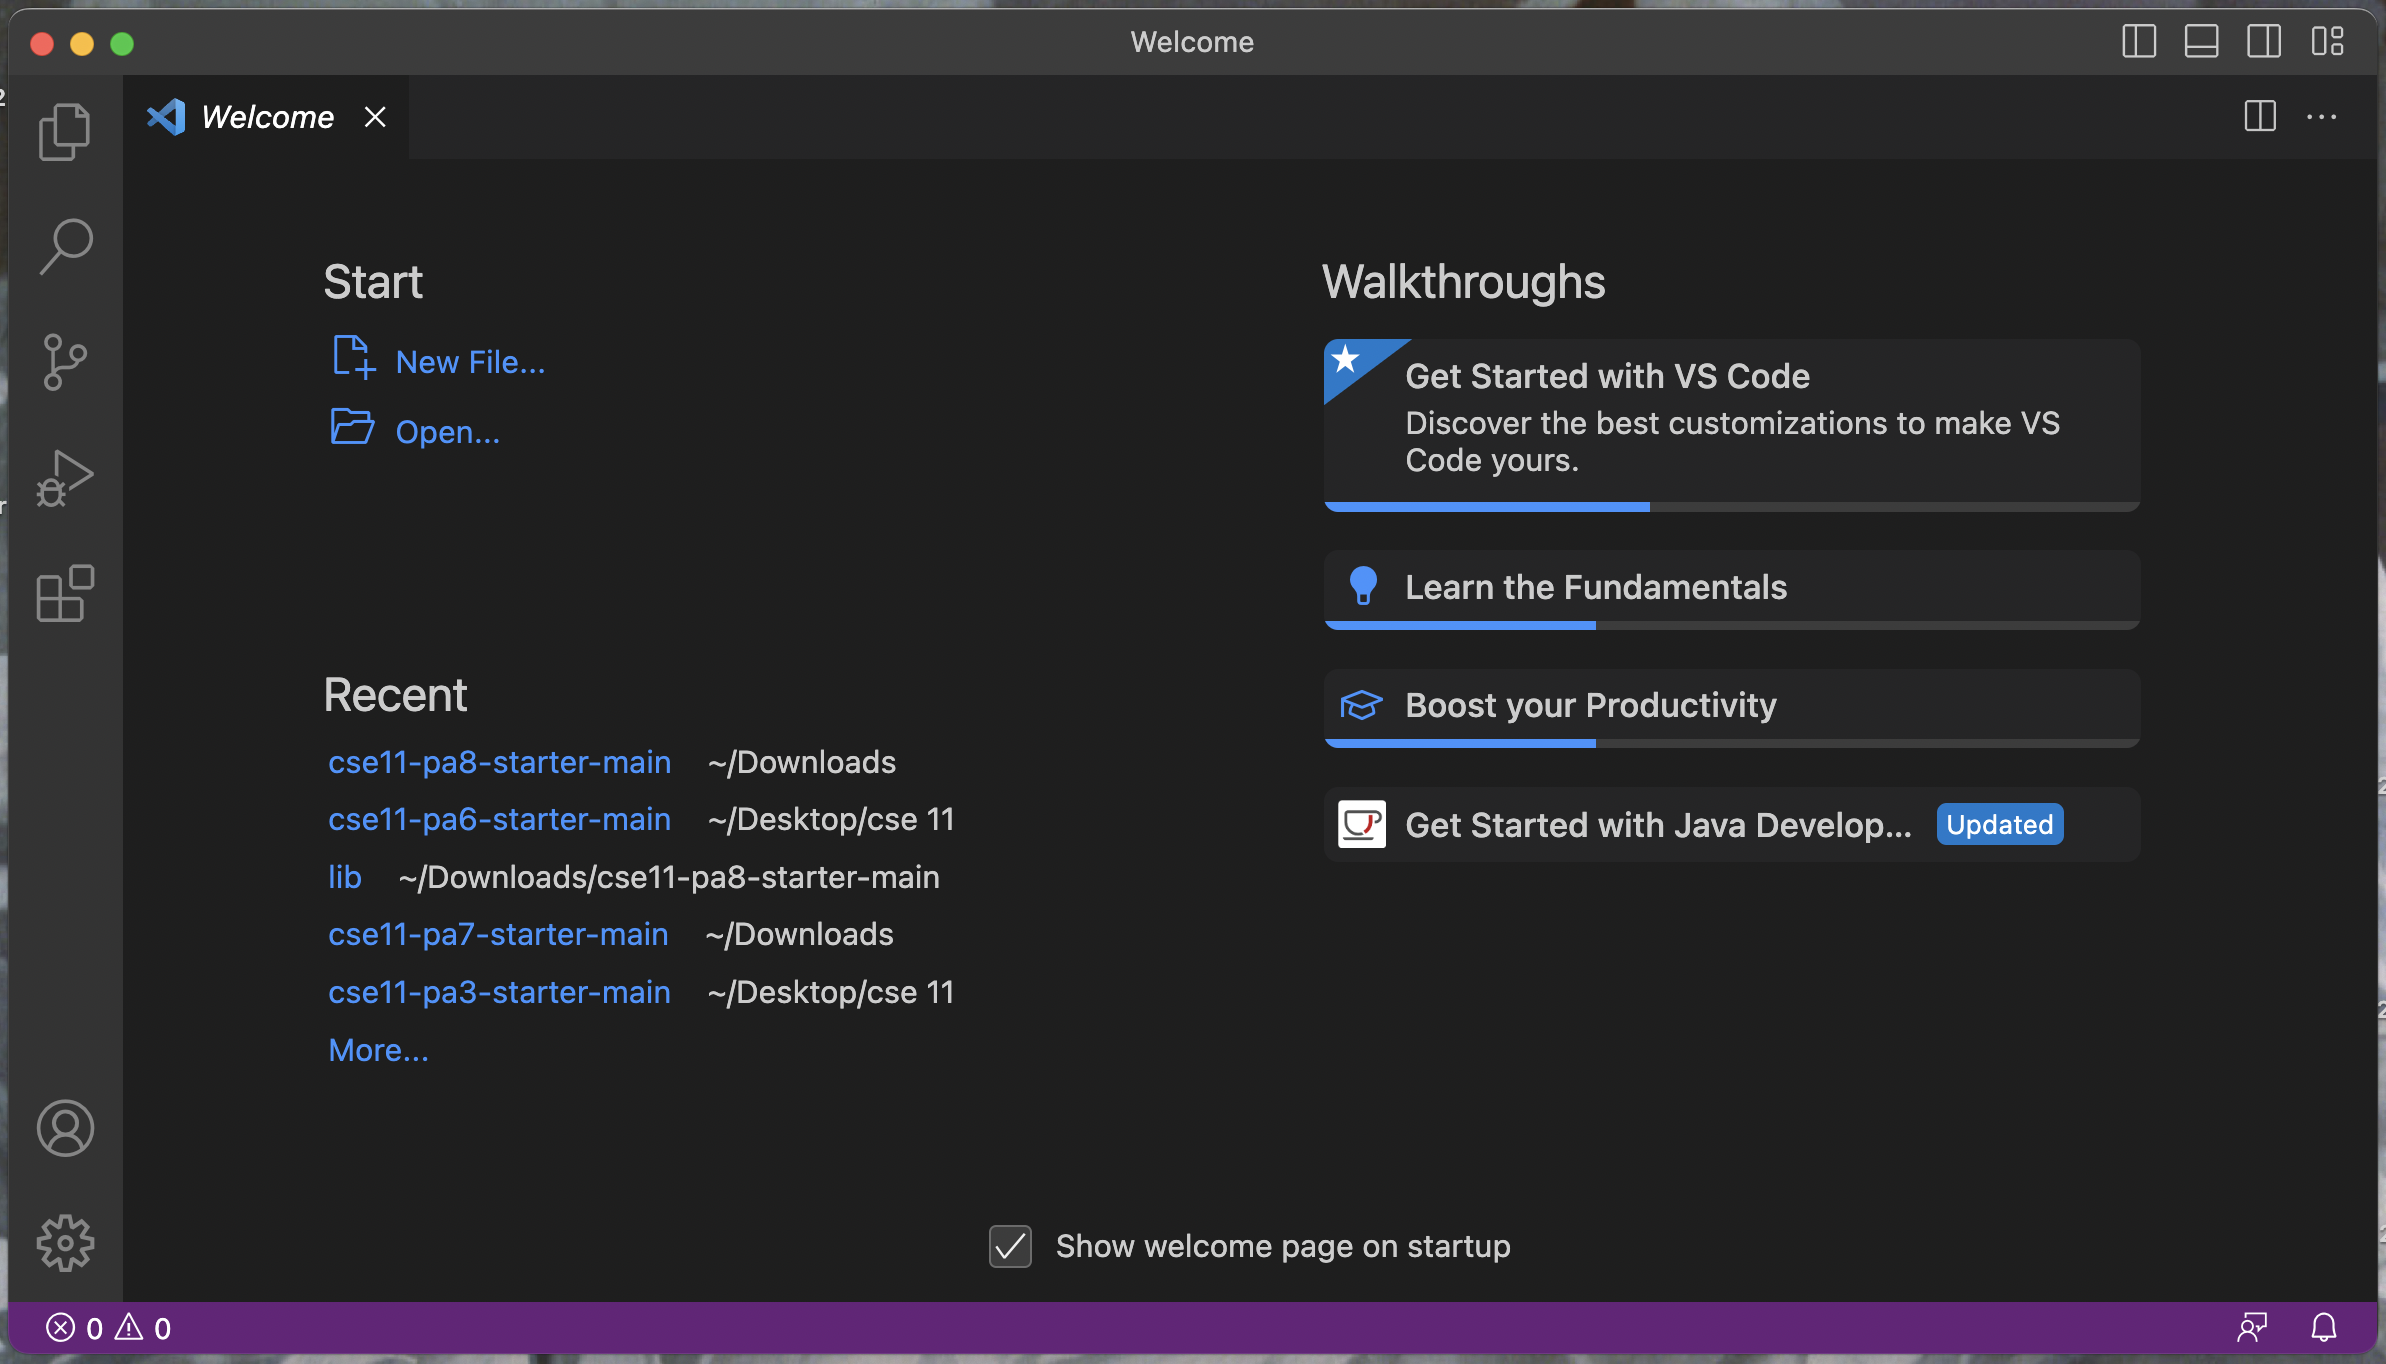 Welcome
Welcome
Start
New File...
Open...
Recent
cse11-pa8-starter-main ~/Downloads
cse11-pa6-starter-main ~/Desktop/cse 11
lib ~/Downloads/cse11-pa8-starter-main
cse11-pa7-starter-main ~/Downloads
cse11-pa3-starter-main ~/Desktop/cse 11
More...
Walkthroughs
Get Started with VS Code
Discover the best customizations to make VS
Code yours.
Learn the Fundamentals
Boost your Productivity
Get Started with Java Develop... Updated
Show welcome page on startup
0 0